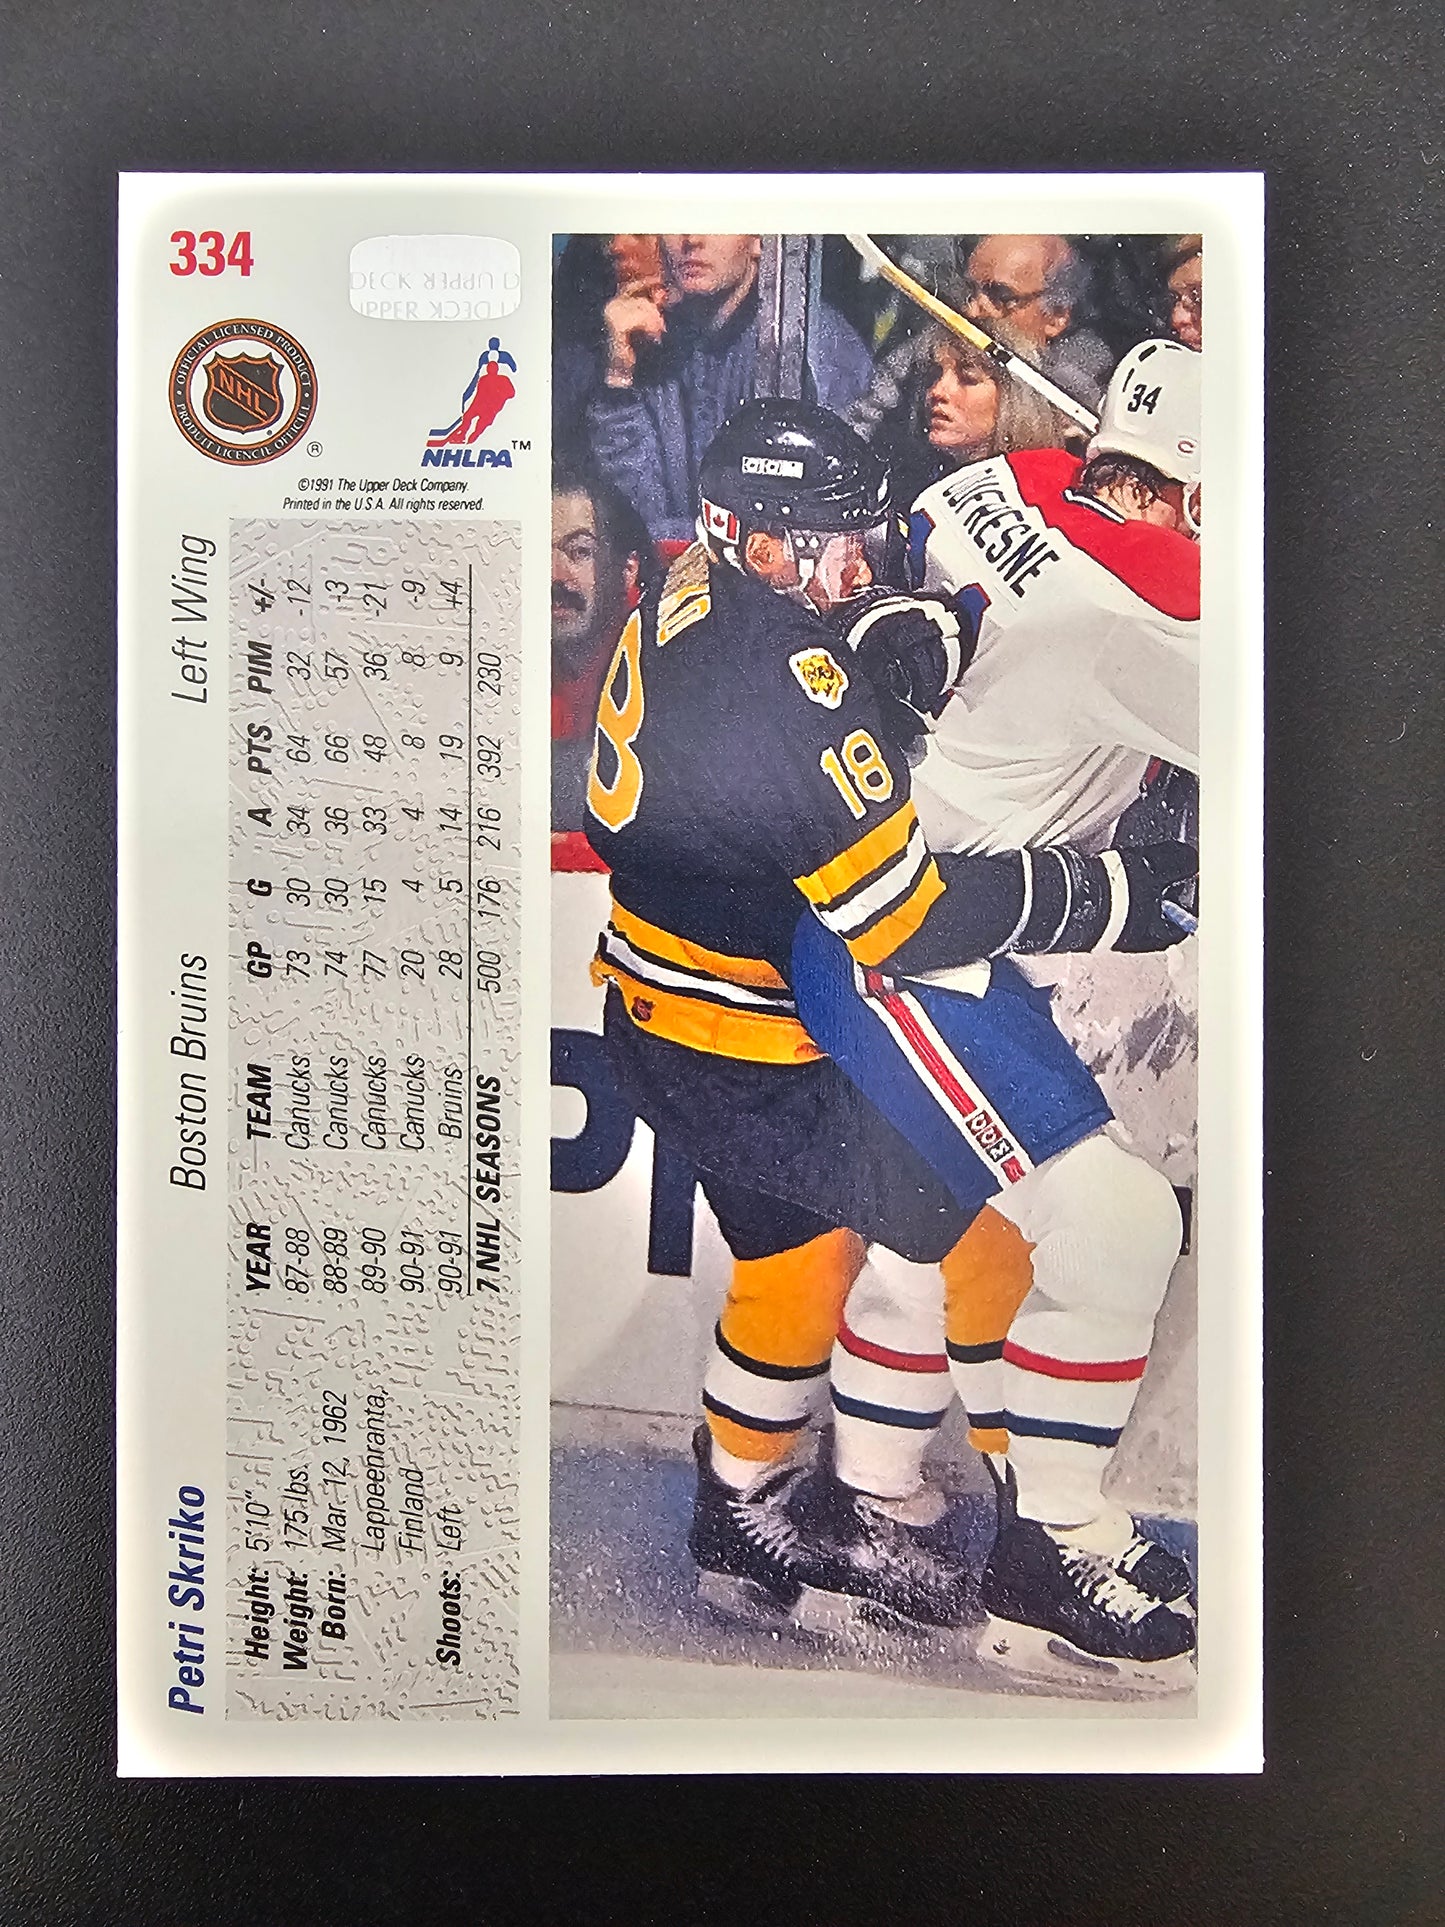 334
DECK UPPER D
UPPER DECK U
OFFICIAL LICENSED PRODUCT
NHL
PRODUIT LICENCIE OFFICIEL
®
NHLPA™
©1991 The Upper Deck Company.
Printed in the U.S.A. All rights reserved.
Petri Skriko Boston Bruins Left Wing
Height: 5'10"
Weight: 175 lbs.
Born: Mar. 12, 1962
Lappeenranta,
Finland
Shoots: Left
YEAR TEAM GP G A PTS PIM +/-
87-88 Canucks 73 30 34 64 32 -12
88-89 Canucks 74 30 36 66 57 -3
89-90 Canucks 77 15 33 48 36 -21
90-91 Canucks 20 4 4 8 8 -9
90-91 Bruins 28 5 14 19 9 +4
7 NHL SEASONS 500 176 216 392 230
34
DUFRESNE
18
CCM
CCM